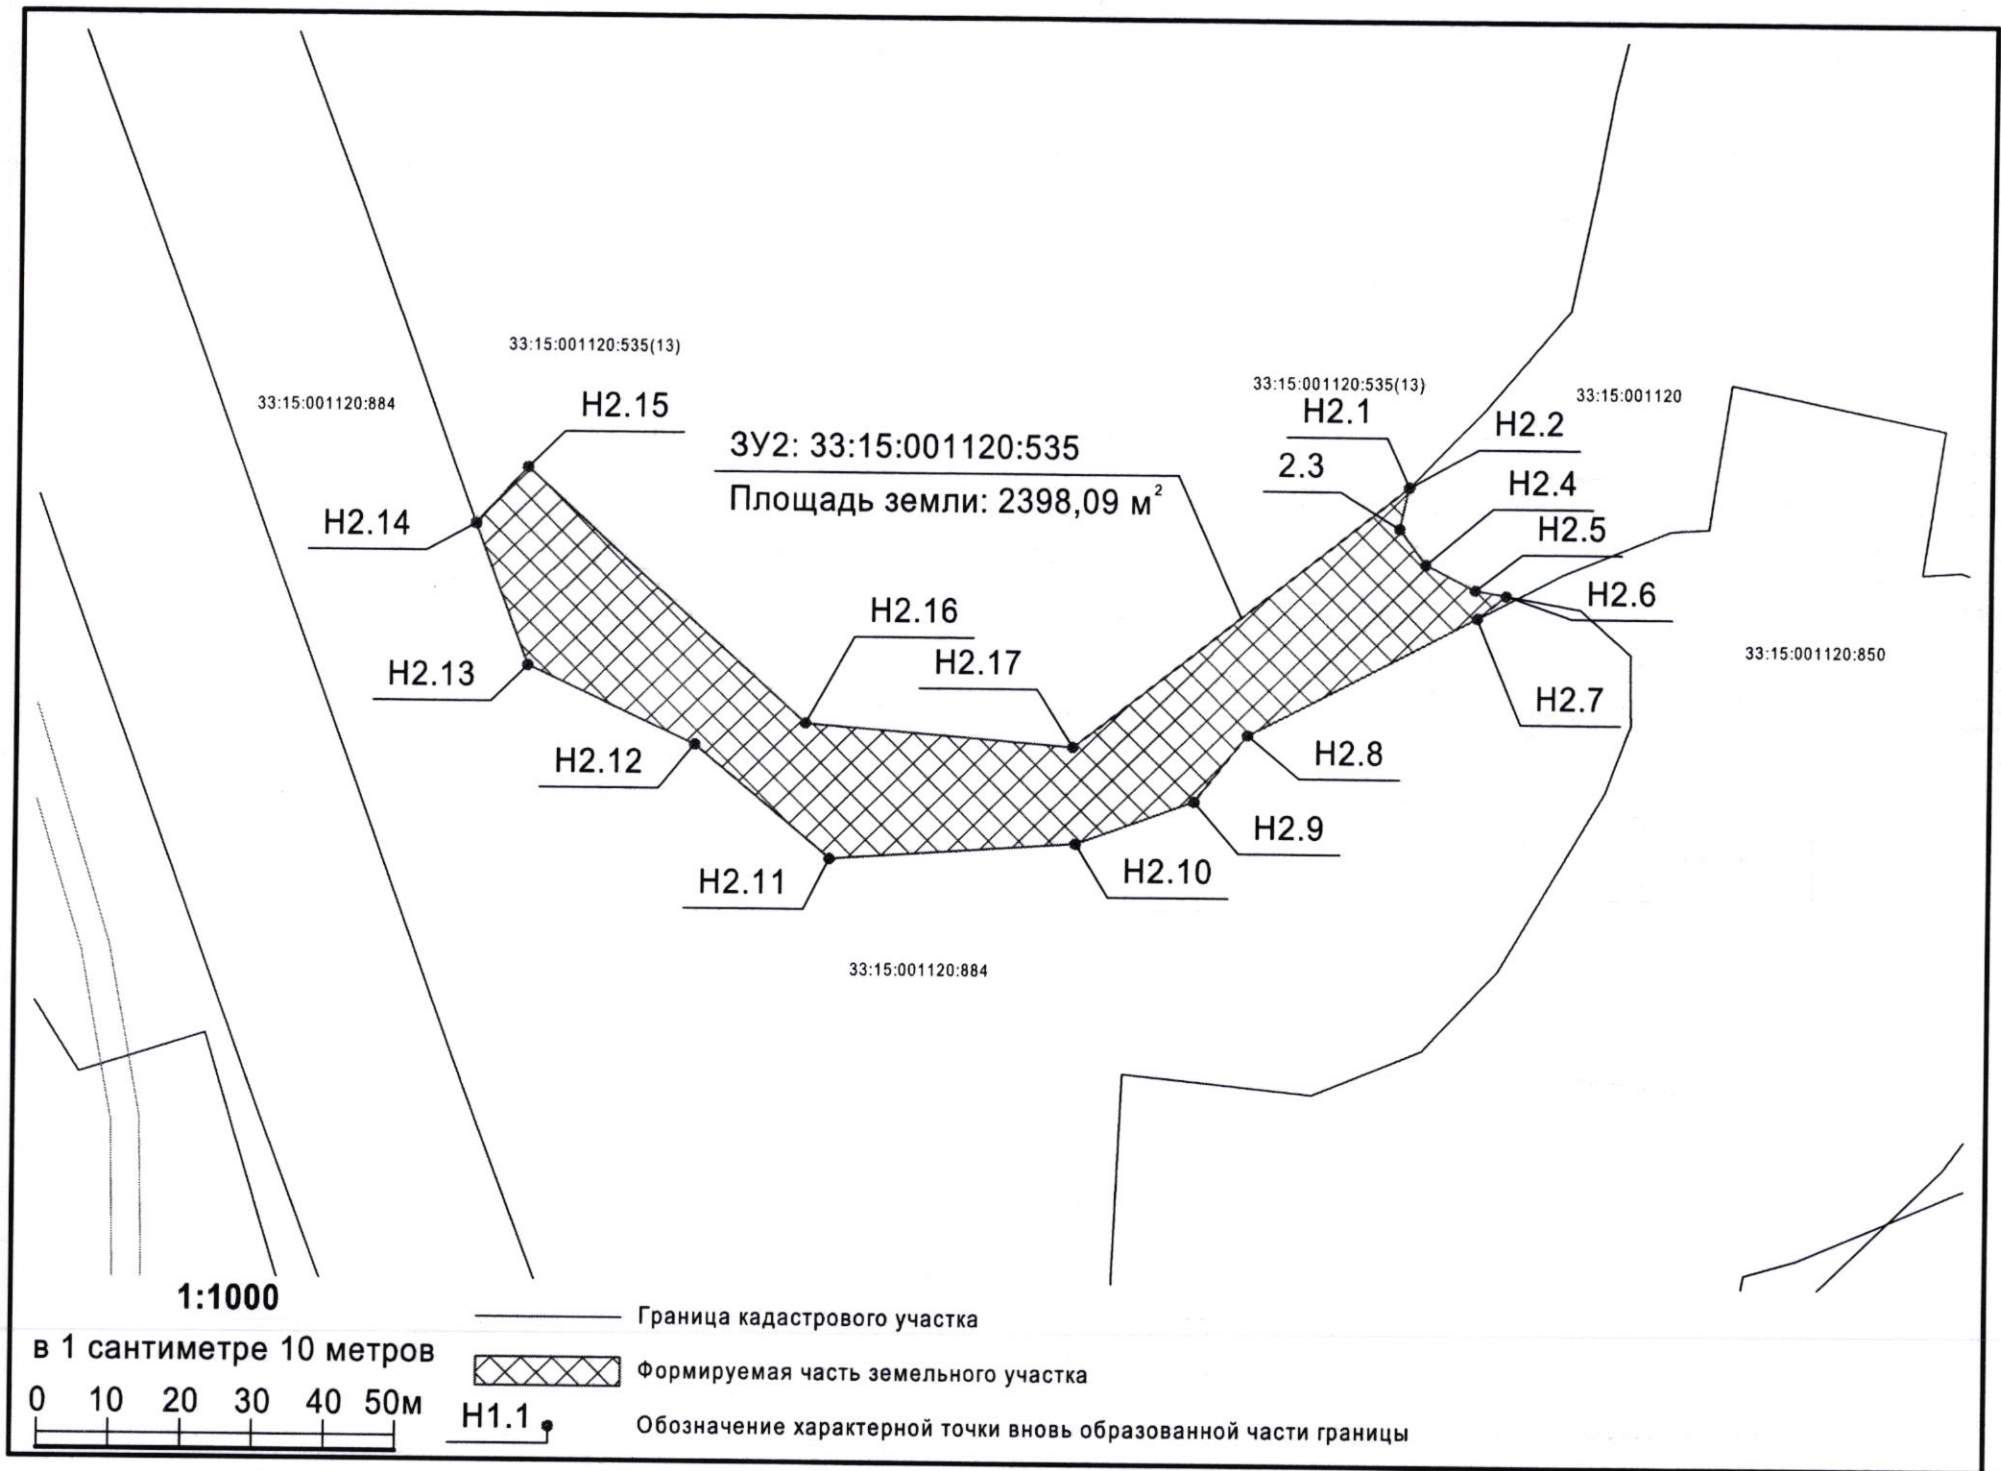 33:15:001120:535(13)
33:15:001120:884
Н2.15
33:15:001120:535(13)
33:15:001120
Н2.1
Н2.2
ЗУ2: 33:15:001120:535
2.3
Н2.4
Площадь земли: 2398,09 м²
Н2.14
Н2.5
Н2.16
Н2.6
Н2.17
33:15:001120:850
Н2.13
Н2.7
Н2.12
Н2.8
Н2.9
Н2.11
Н2.10
33:15:001120:884
1:1000
в 1 сантиметре 10 метров
0 10 20 30 40 50м
Граница кадастрового участка
Формируемая часть земельного участка
Н1.1
Обозначение характерной точки вновь образованной части границы